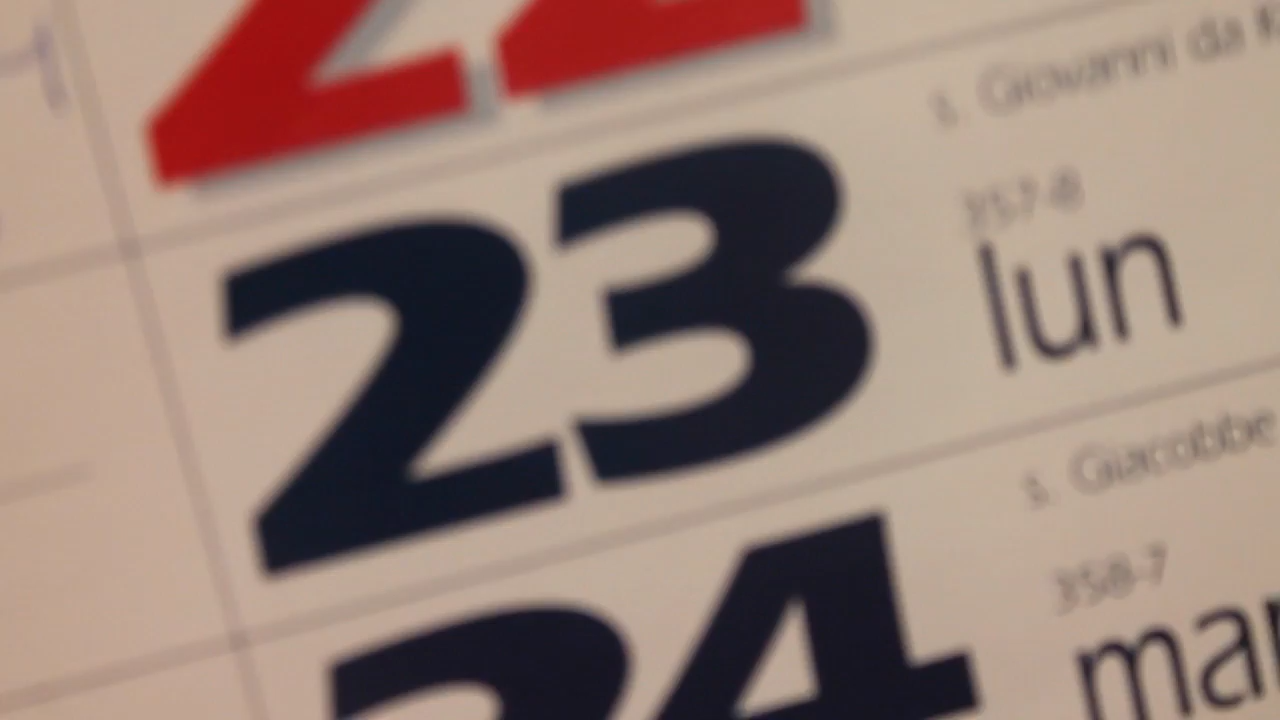 22
s. Giovanni da K
23
357-8
lun
s. Giacobbe
24
358-7
mar